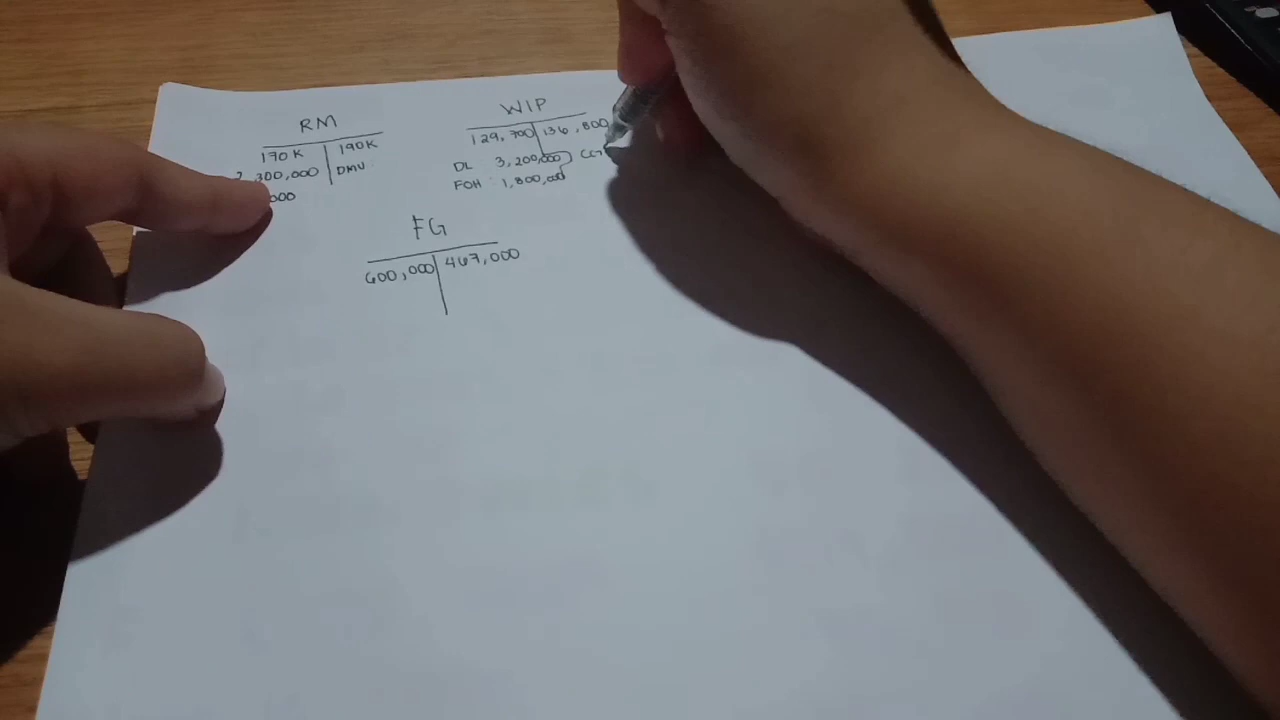 RM
170K 190K
300,000 DMU
000
WIP
129,700 136,800
DL 3,200,000
FOH : 1,800,000
FG
600,000 467,000